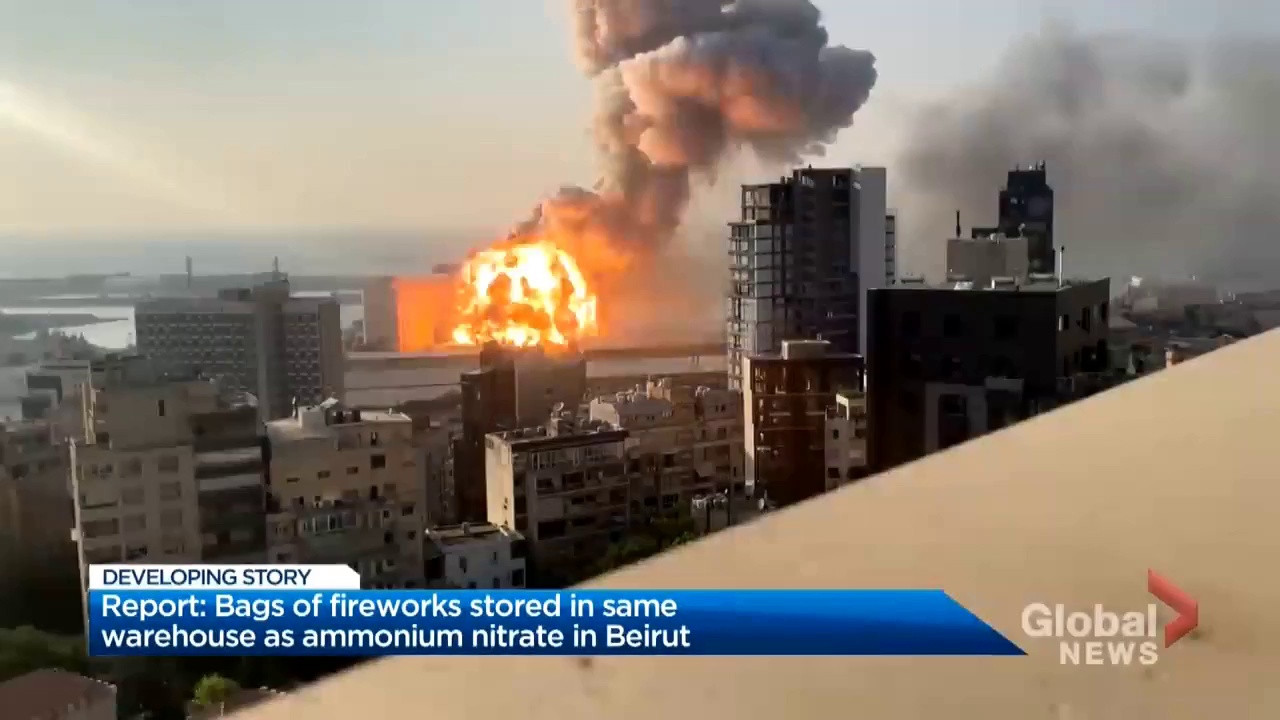 DEVELOPING STORY
Report: Bags of fireworks stored in same
warehouse as ammonium nitrate in Beirut
Global
NEWS